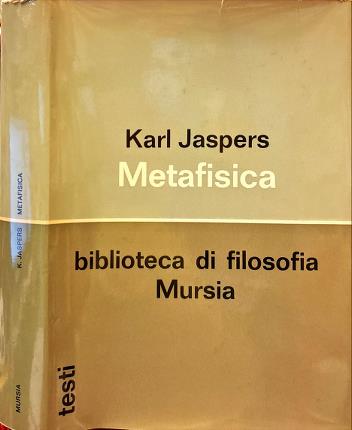 Karl Jaspers
Metafisica
biblioteca di filosofia
Mursia
testi
K. JASPERS METAFISICA
MURSIA